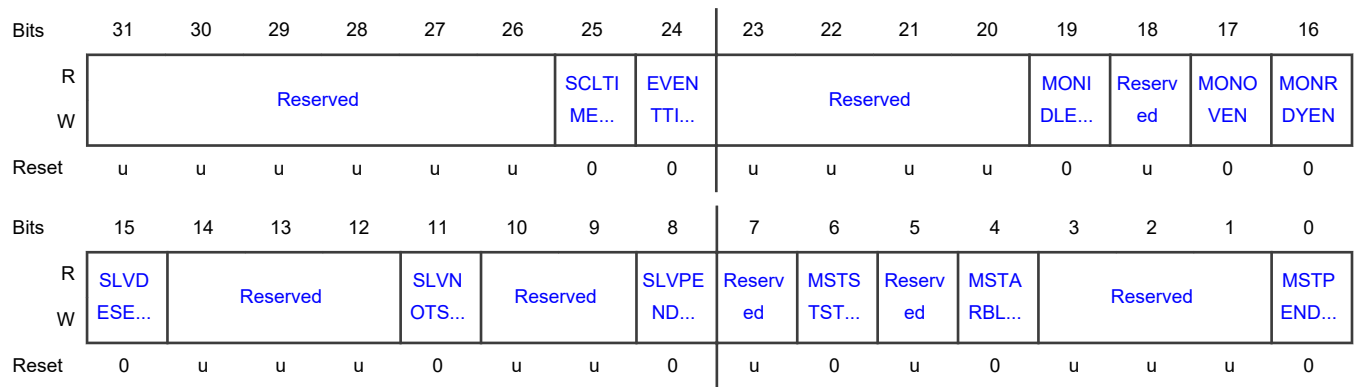 Bits 31 30 29 28 27 26 25 24 23 22 21 20 19 18 17 16
R Reserved SCLTI EVEN Reserved MONI Reserv MONO MONR
W ME... TTI... DLE... ed VEN DYEN
Reset u u u u u u 0 0 u u u u 0 u 0 0
Bits 15 14 13 12 11 10 9 8 7 6 5 4 3 2 1 0
R SLVD Reserved SLVN Reserved SLVPE Reserv MSTS Reserv MSTA Reserved MSTP
W ESE... OTS... ND... ed TST... ed RBL... END...
Reset 0 u u u 0 u u 0 u 0 u 0 u u u 0